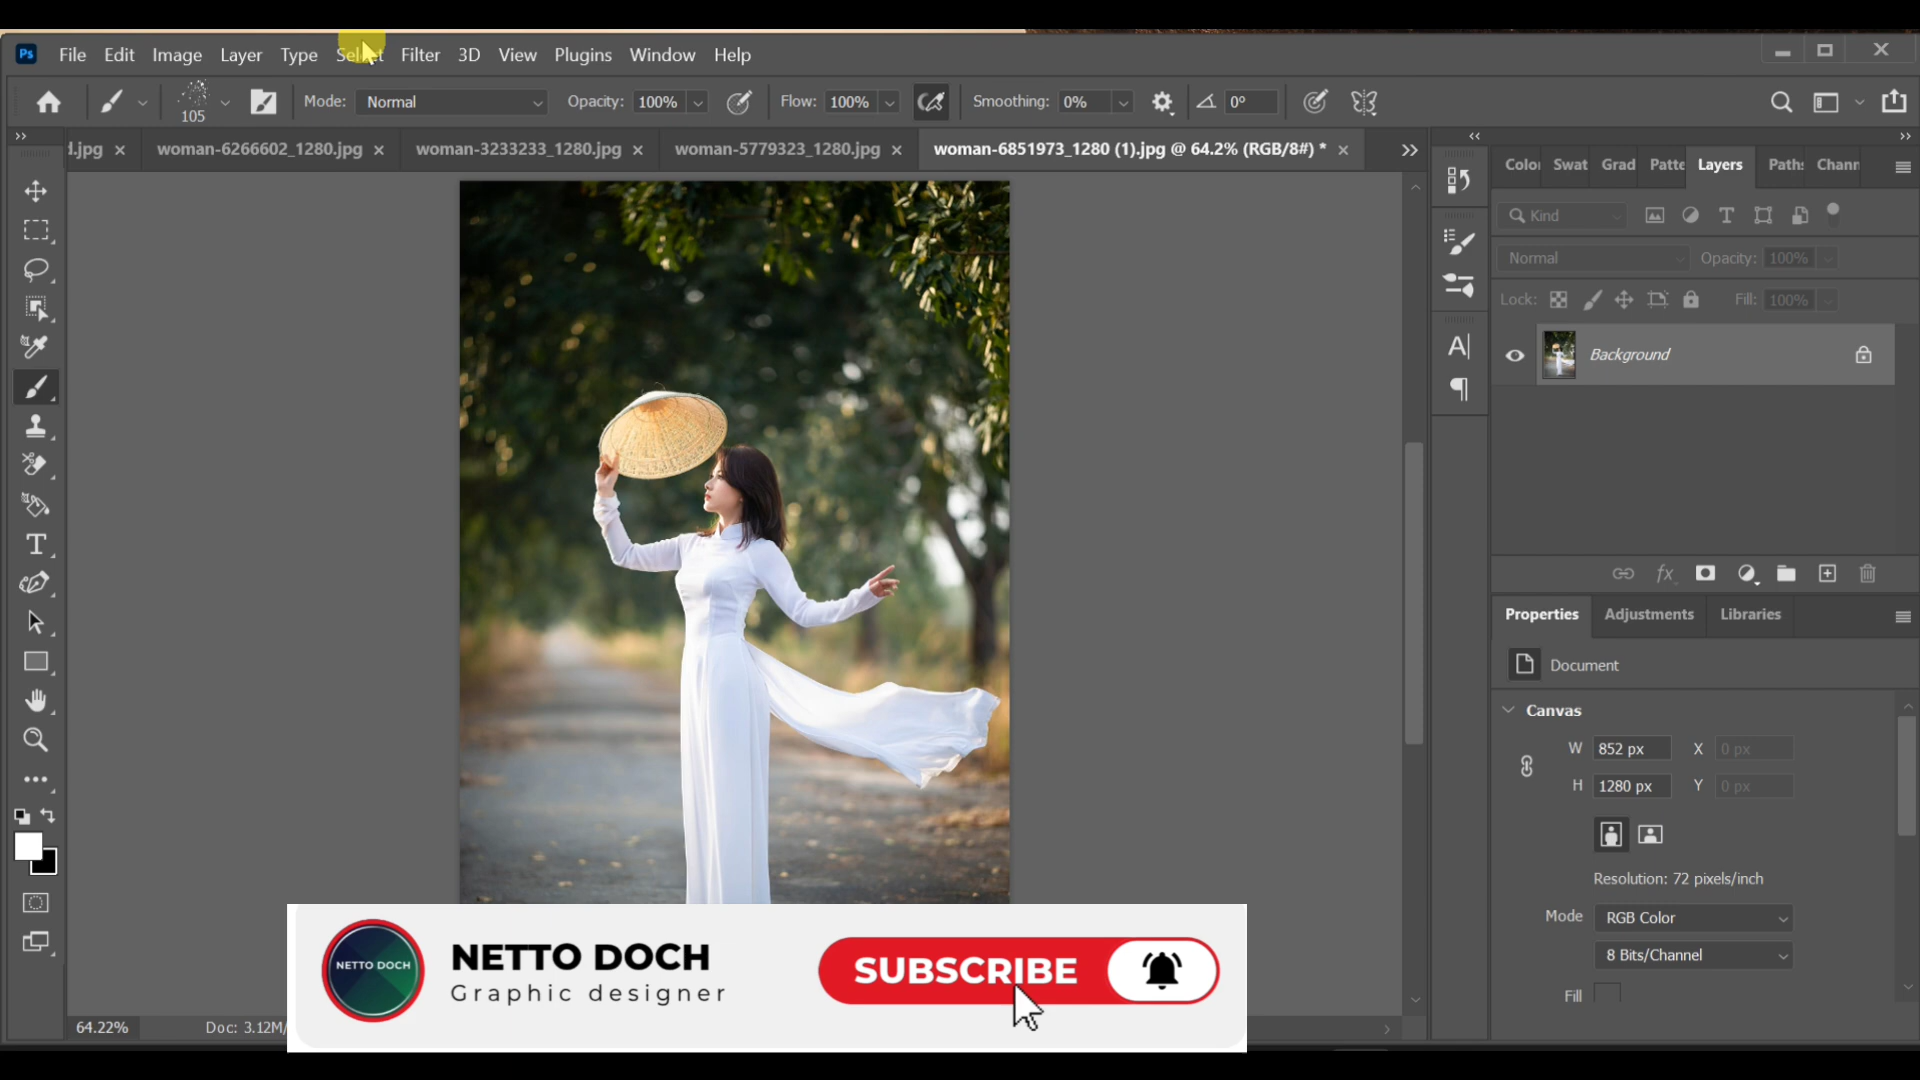 Ps File Edit Image Layer Type Select Filter 3D View Plugins Window Help
105 Mode: Normal Opacity: 100% Flow: 100% Smoothing: 0% 0°
d.jpg woman-6266602_1280.jpg woman-3233233_1280.jpg woman-5779323_1280.jpg woman-6851973_1280 (1).jpg @ 64.2% (RGB/8#) *
Color Swat Grad Patte Layers Paths Chann
Kind
Normal Opacity: 100%
Lock: Fill: 100%
Background
fx
Properties Adjustments Libraries
Document
Canvas
W 852 px X 0 px
H 1280 px Y 0 px
Resolution: 72 pixels/inch
Mode RGB Color
8 Bits/Channel
Fill
NETTO DOCH
NETTO DOCH
Graphic designer
SUBSCRIBE
64.22% Doc: 3.12M/